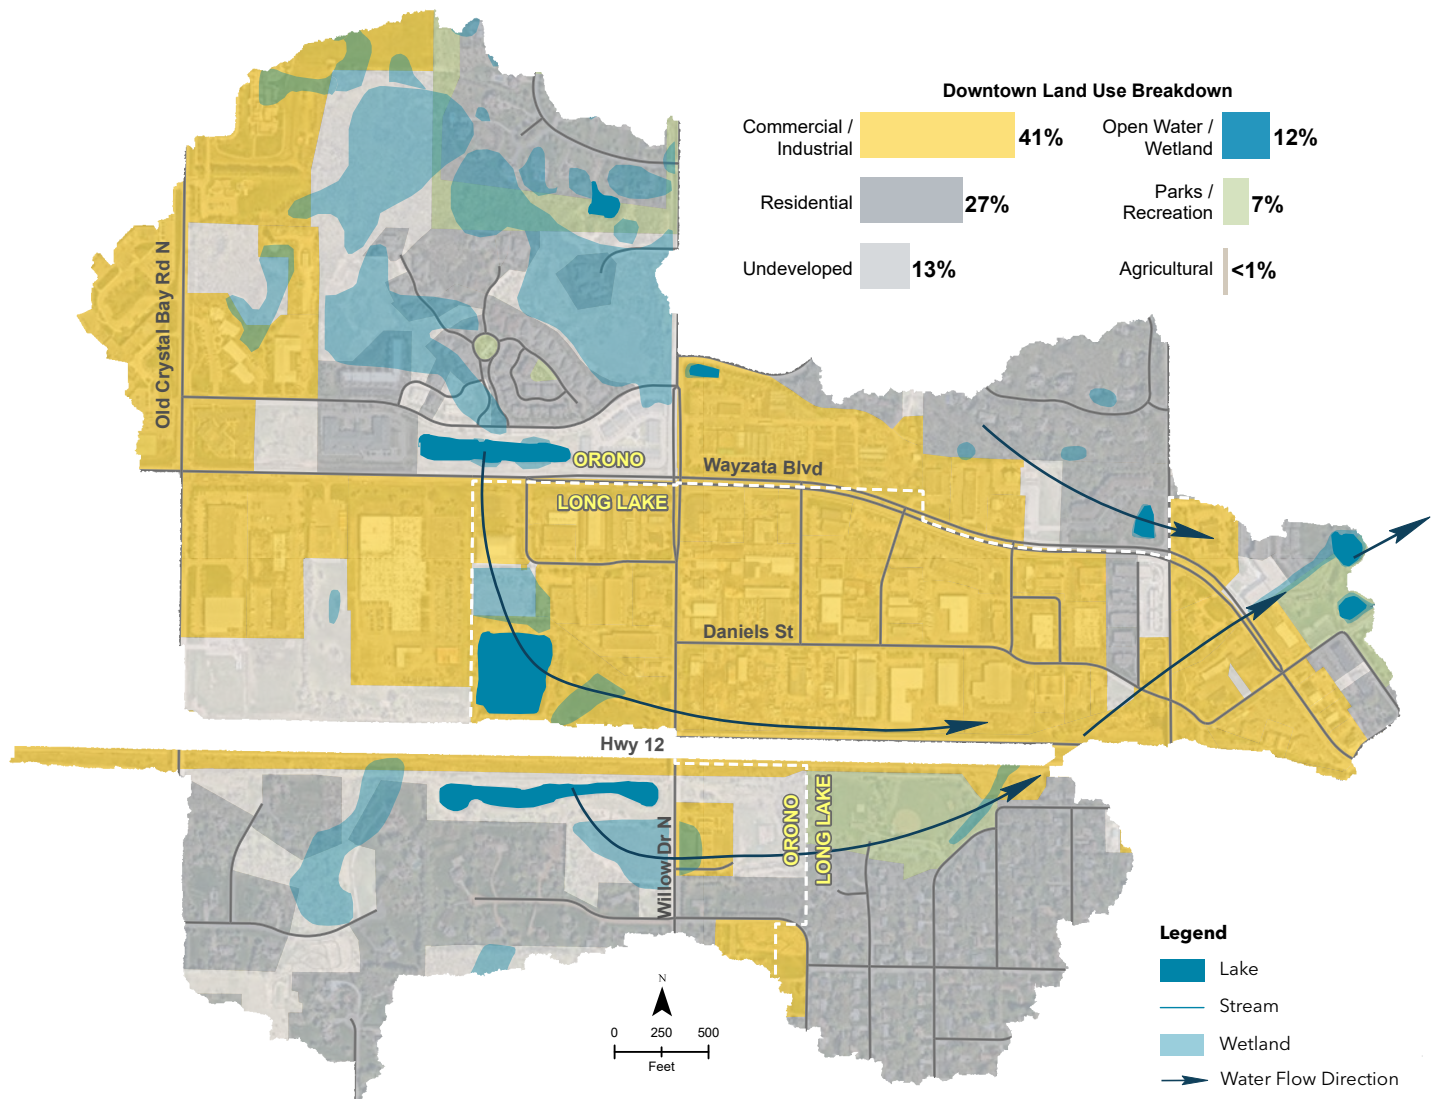 Downtown Land Use Breakdown
Commercial /
Industrial
41%
Open Water /
Wetland
12%
Residential
27%
Parks /
Recreation
7%
Undeveloped
13%
Agricultural
<1%
Old Crystal Bay Rd N
ORONO
Wayzata Blvd
LONG LAKE
Daniels St
Hwy 12
Willow Dr N
ORONO
LONG LAKE
N
0 250 500
Feet
Legend
Lake
Stream
Wetland
Water Flow Direction